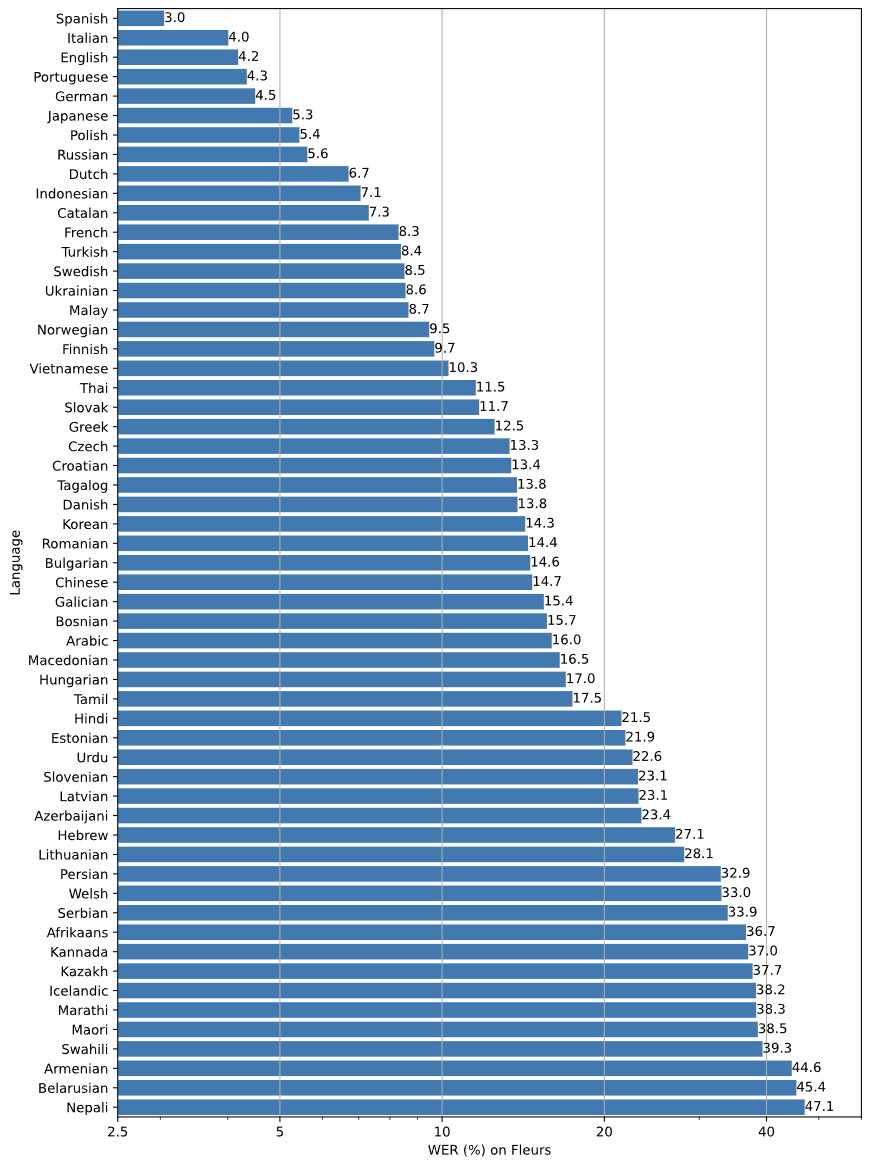 Spanish 3.0
Italian 4.0
English 4.2
Portuguese 4.3
German 4.5
Japanese 5.3
Polish 5.4
Russian 5.6
Dutch 6.7
Indonesian 7.1
Catalan 7.3
French 8.3
Turkish 8.4
Swedish 8.5
Ukrainian 8.6
Malay 8.7
Norwegian 9.5
Finnish 9.7
Vietnamese 10.3
Thai 11.5
Slovak 11.7
Greek 12.5
Czech 13.3
Croatian 13.4
Tagalog 13.8
Danish 13.8
Korean 14.3
Romanian 14.4
Bulgarian 14.6
Chinese 14.7
Galician 15.4
Bosnian 15.7
Arabic 16.0
Macedonian 16.5
Hungarian 17.0
Tamil 17.5
Hindi 21.5
Estonian 21.9
Urdu 22.6
Slovenian 23.1
Latvian 23.1
Azerbaijani 23.4
Hebrew 27.1
Lithuanian 28.1
Persian 32.9
Welsh 33.0
Serbian 33.9
Afrikaans 36.7
Kannada 37.0
Kazakh 37.7
Icelandic 38.2
Marathi 38.3
Maori 38.5
Swahili 39.3
Armenian 44.6
Belarusian 45.4
Nepali 47.1
Language
2.5 5 10 20 40
WER (%) on Fleurs